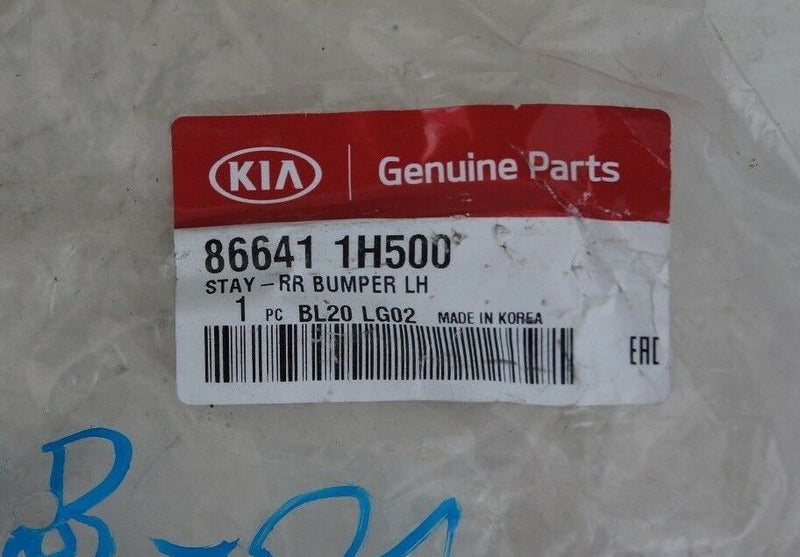 KIA Genuine Parts
86641 1H500
STAY-RR BUMPER LH
1 PC BL20 LG02 MADE IN KOREA
EAC